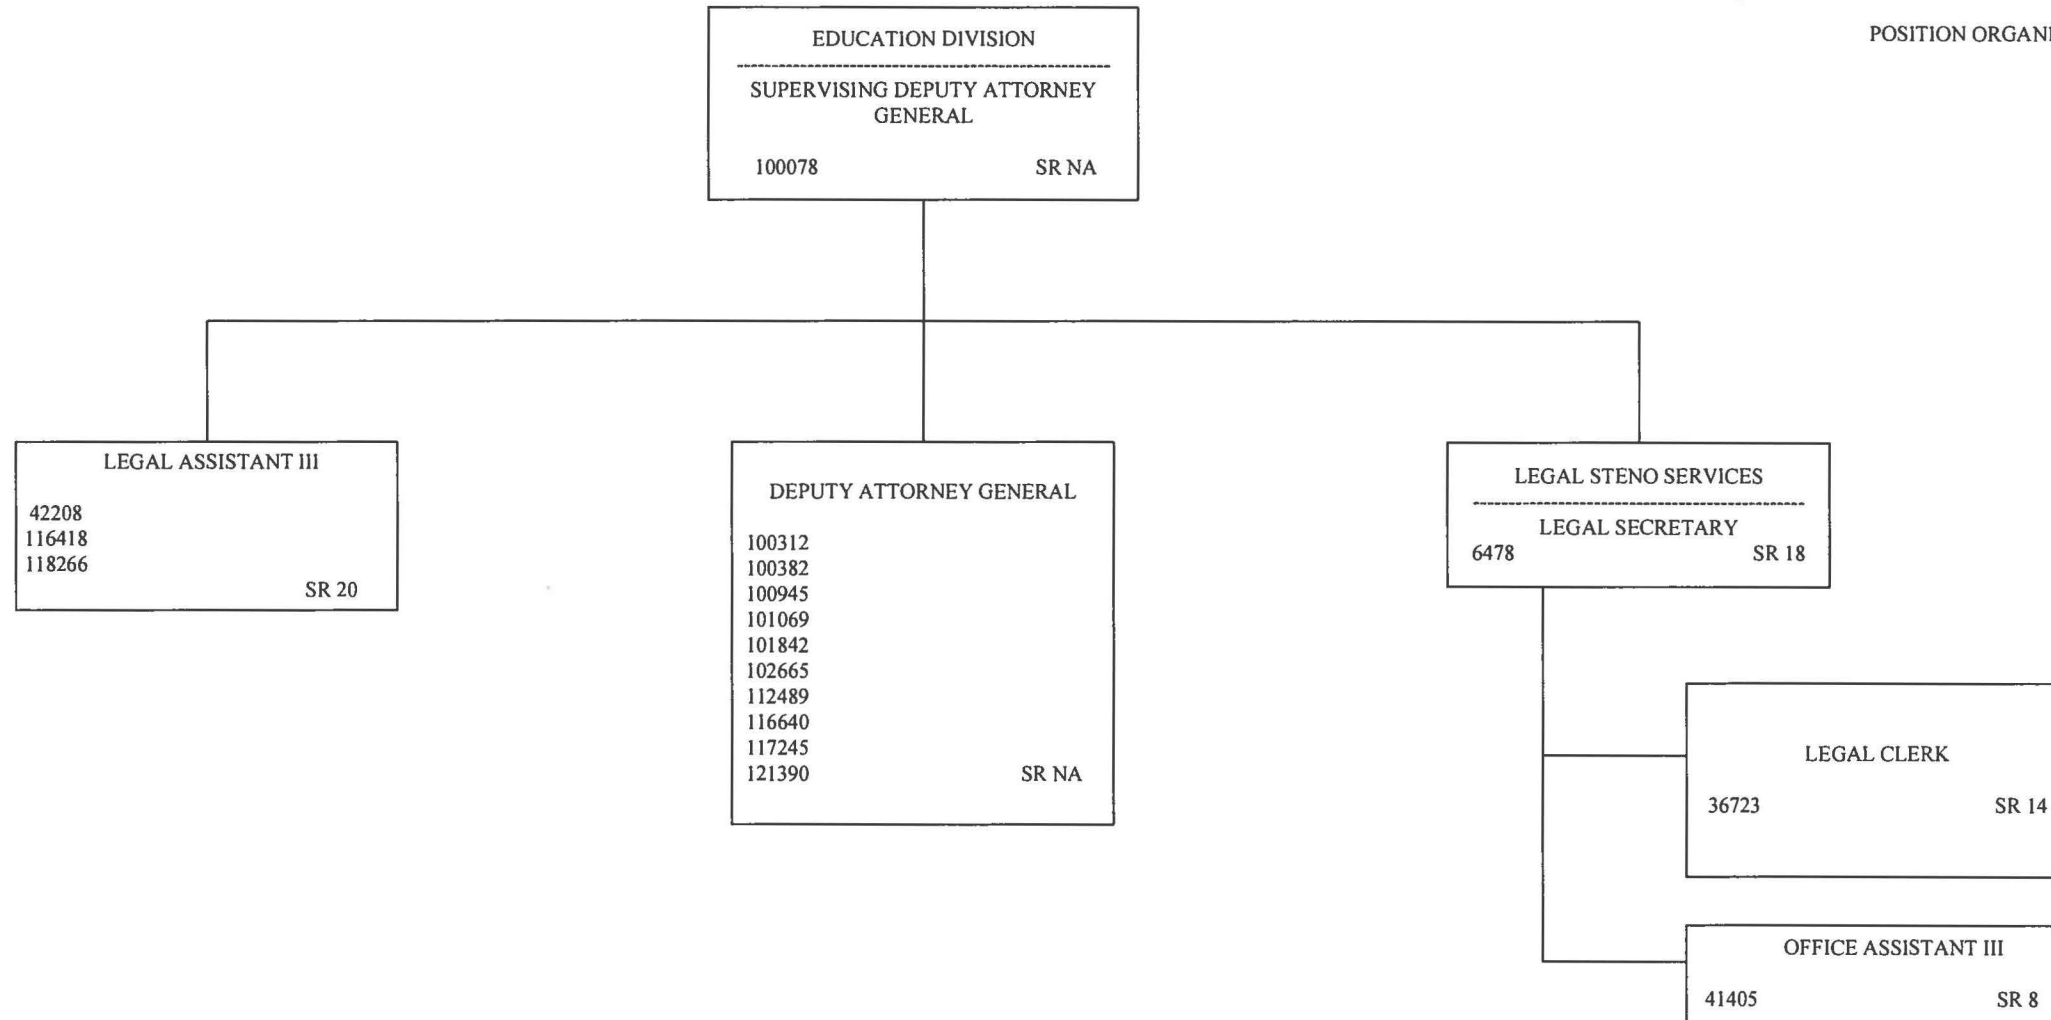 POSITION ORGANI
EDUCATION DIVISION
SUPERVISING DEPUTY ATTORNEY
GENERAL
100078 SR NA
LEGAL ASSISTANT III
42208
116418
118266
SR 20
DEPUTY ATTORNEY GENERAL
100312
100382
100945
101069
101842
102665
112489
116640
117245
121390 SR NA
LEGAL STENO SERVICES
LEGAL SECRETARY
6478 SR 18
LEGAL CLERK
36723 SR 14
OFFICE ASSISTANT III
41405 SR 8